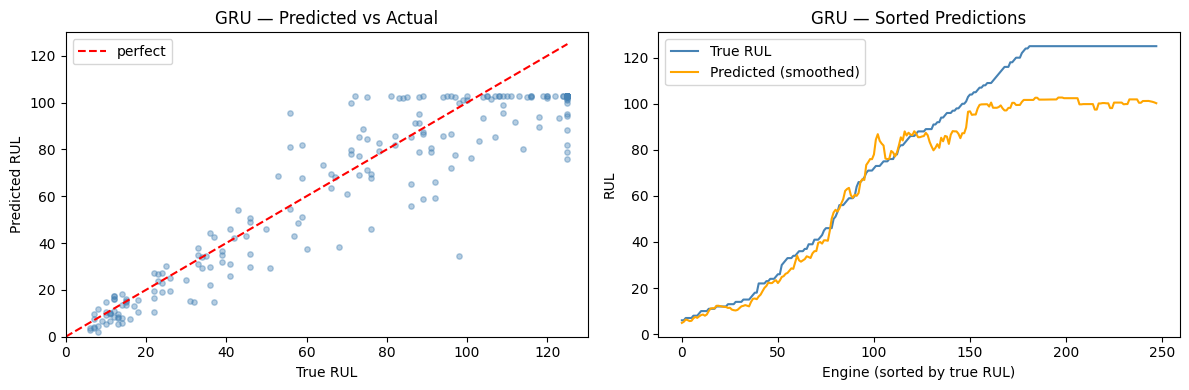 GRU — Predicted vs Actual
perfect
Predicted RUL
120
100
80
60
40
20
0
0 20 40 60 80 100 120
True RUL
GRU — Sorted Predictions
True RUL
Predicted (smoothed)
RUL
120
100
80
60
40
20
0
0 50 100 150 200 250
Engine (sorted by true RUL)